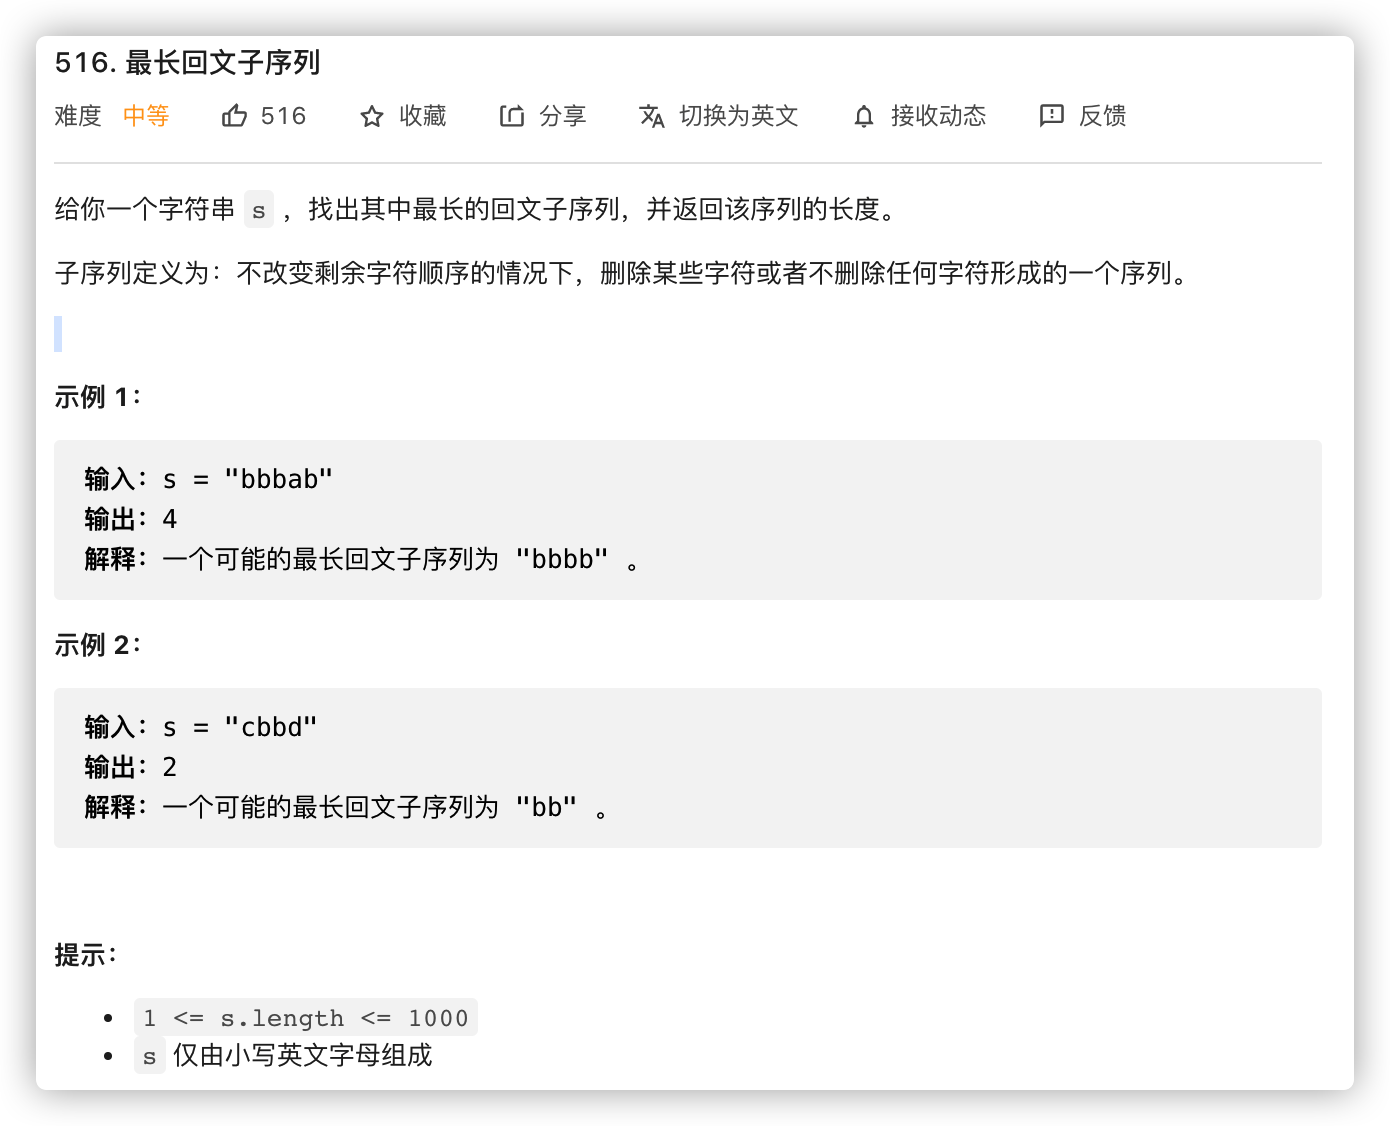 516. 最长回文子序列
难度 中等 516 收藏 分享 切换为英文 接收动态 反馈
给你一个字符串 s ，找出其中最长的回文子序列，并返回该序列的长度。
子序列定义为：不改变剩余字符顺序的情况下，删除某些字符或者不删除任何字符形成的一个序列。
示例 1：
输入：s = "bbbab"
输出：4
解释：一个可能的最长回文子序列为 "bbbb" 。
示例 2：
输入：s = "cbbd"
输出：2
解释：一个可能的最长回文子序列为 "bb" 。
提示：
1 <= s.length <= 1000
s 仅由小写英文字母组成